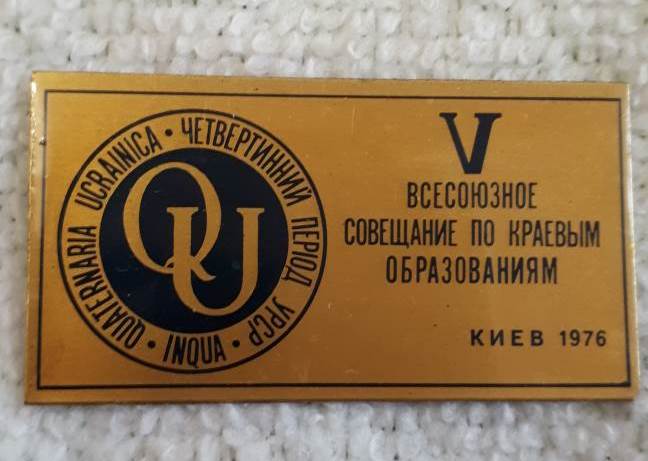 QUATERNARIA UCRAINICA · ЧЕТВЕРТИННИЙ ПЕРІОД УРСР · INQUA ·
QU
V
ВСЕСОЮЗНОЕ
СОВЕЩАНИЕ ПО КРАЕВЫМ
ОБРАЗОВАНИЯМ
КИЕВ 1976